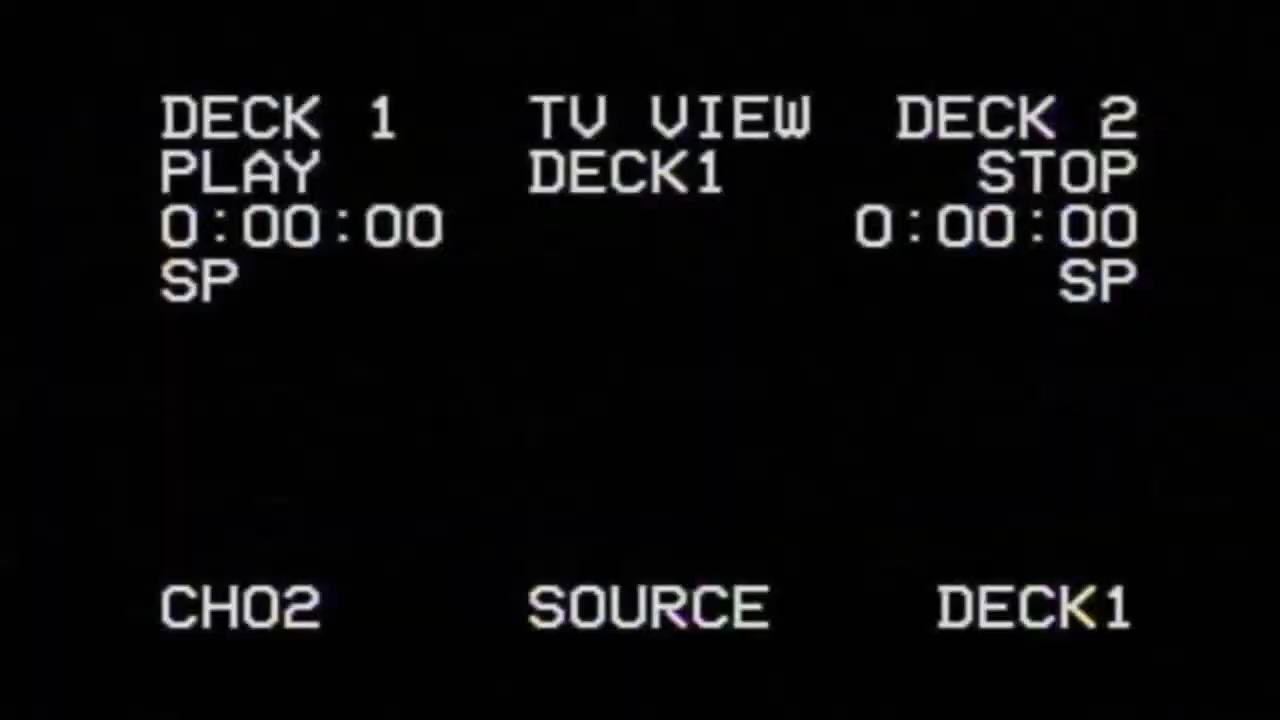 DECK 1 TV VIEW DECK 2
PLAY DECK1 STOP
0:00:00 0:00:00
SP SP
CH02 SOURCE DECK1